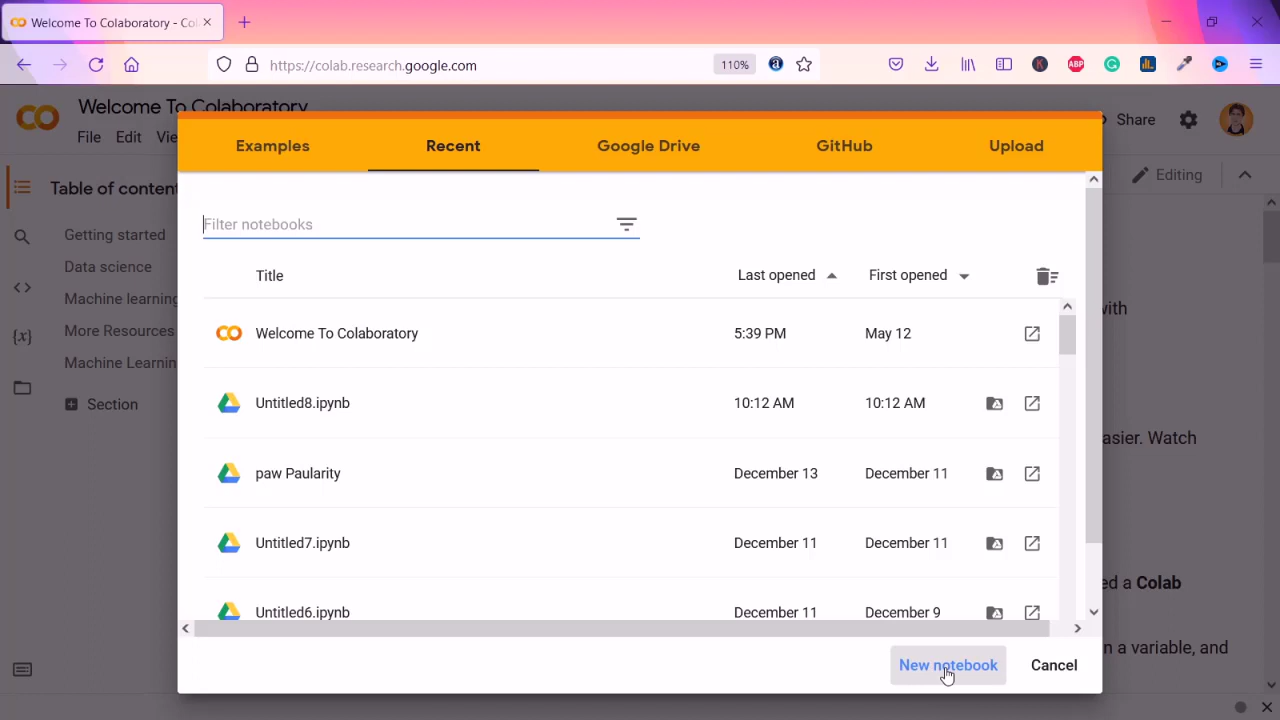 Welcome To Colaboratory - Col
https://colab.research.google.com
110%
Welcome To Colaboratory
File Edit Vie
Share
Examples Recent Google Drive GitHub Upload
Table of content
Editing
Filter notebooks
Getting started
Data science
Title Last opened First opened
Machine learning
More Resources
Machine Learnin
Section
with
Welcome To Colaboratory 5:39 PM May 12
Untitled8.ipynb 10:12 AM 10:12 AM
asier. Watch
paw Paularity December 13 December 11
Untitled7.ipynb December 11 December 11
ed a Colab
Untitled6.ipynb December 11 December 9
n a variable, and
New notebook Cancel